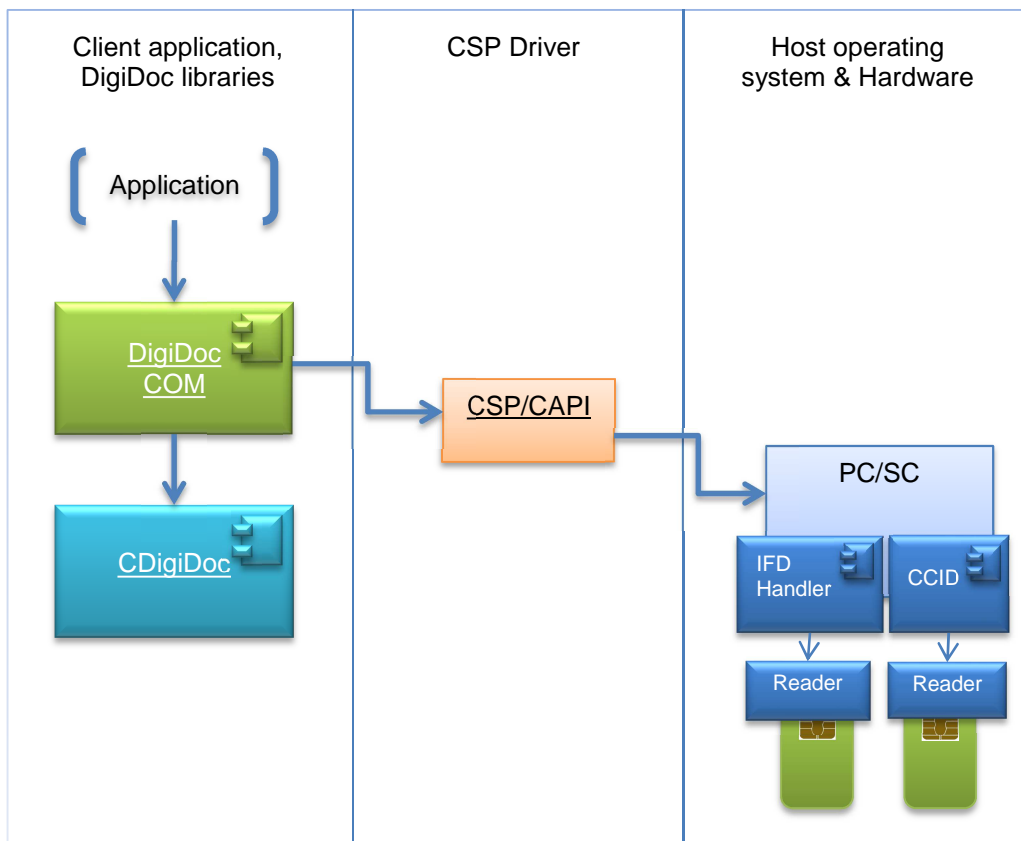 Client application,
DigiDoc libraries
CSP Driver
Host operating
system & Hardware
Application
DigiDoc
COM
CSP/CAPI
PC/SC
CDigiDoc
IFD
Handler
CCID
Reader
Reader